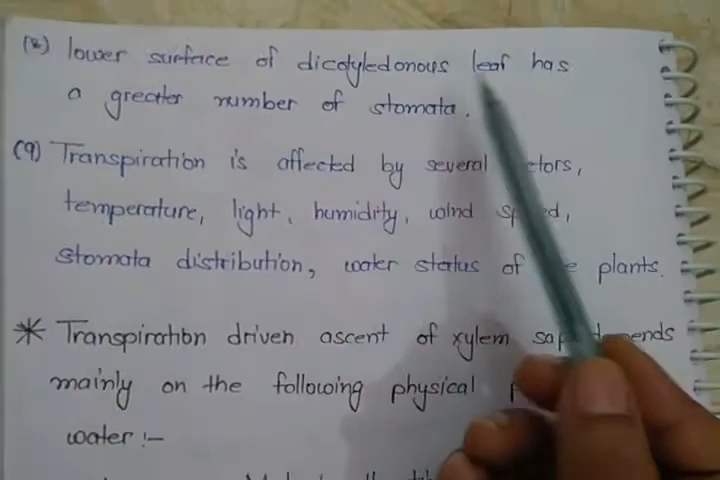 (8) lower surface of dicotyledonous leaf has
a greater number of stomata.
(9) Transpiration is affected by several
temperature, light, humidity, wind
stomata distribution, water status of plants.
* Transpiration driven ascent of xylem sap
mainly on the following physical
water :-